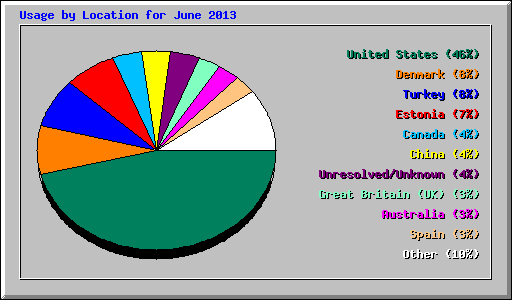 Usage by Location for June 2013
United States (46%)
Denmark (8%)
Turkey (8%)
Estonia (7%)
Canada (4%)
China (4%)
Unresolved/Unknown (4%)
Great Britain (UK) (3%)
Australia (3%)
Spain (3%)
Other (10%)